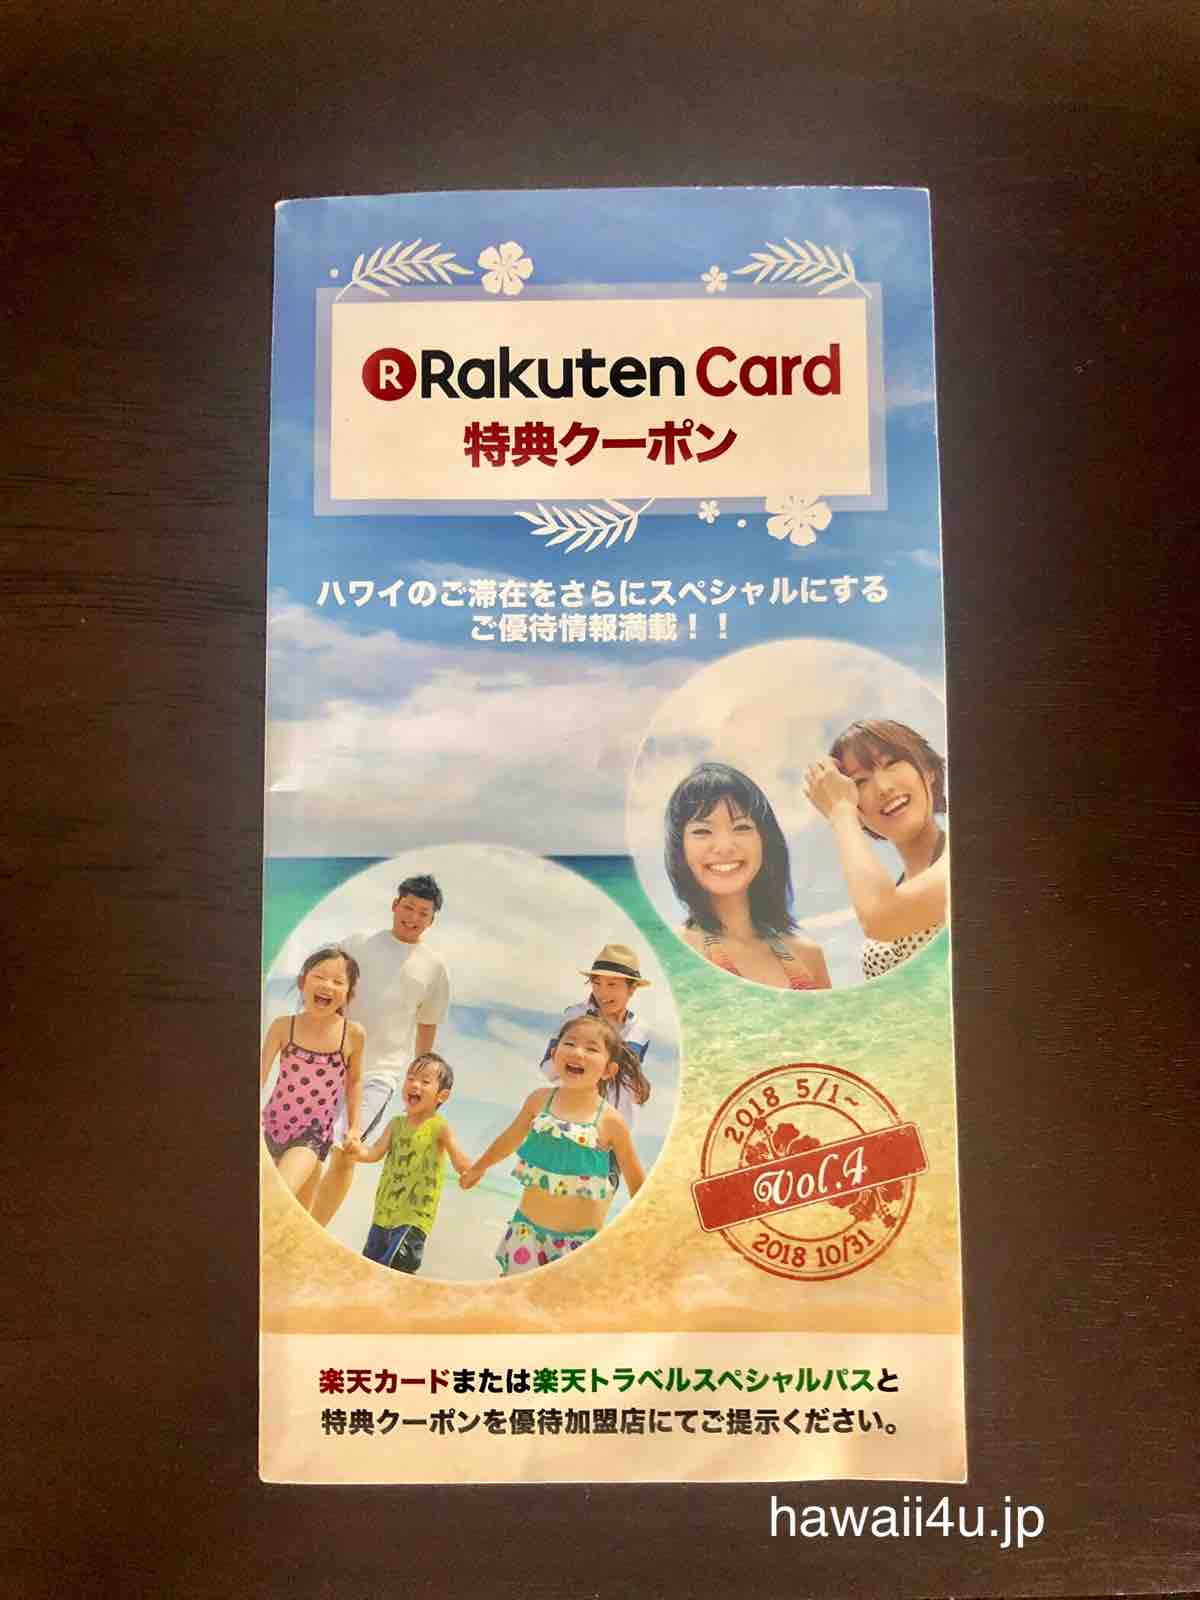 R Rakuten Card
特典クーポン
ハワイのご滞在をさらにスペシャルにする
ご優待情報満載！！
2018 5/1~
Vol.4
2018 10/31
楽天カードまたは楽天トラベルスペシャルパスと
特典クーポンを優待加盟店にてご提示ください。
hawaii4u.jp